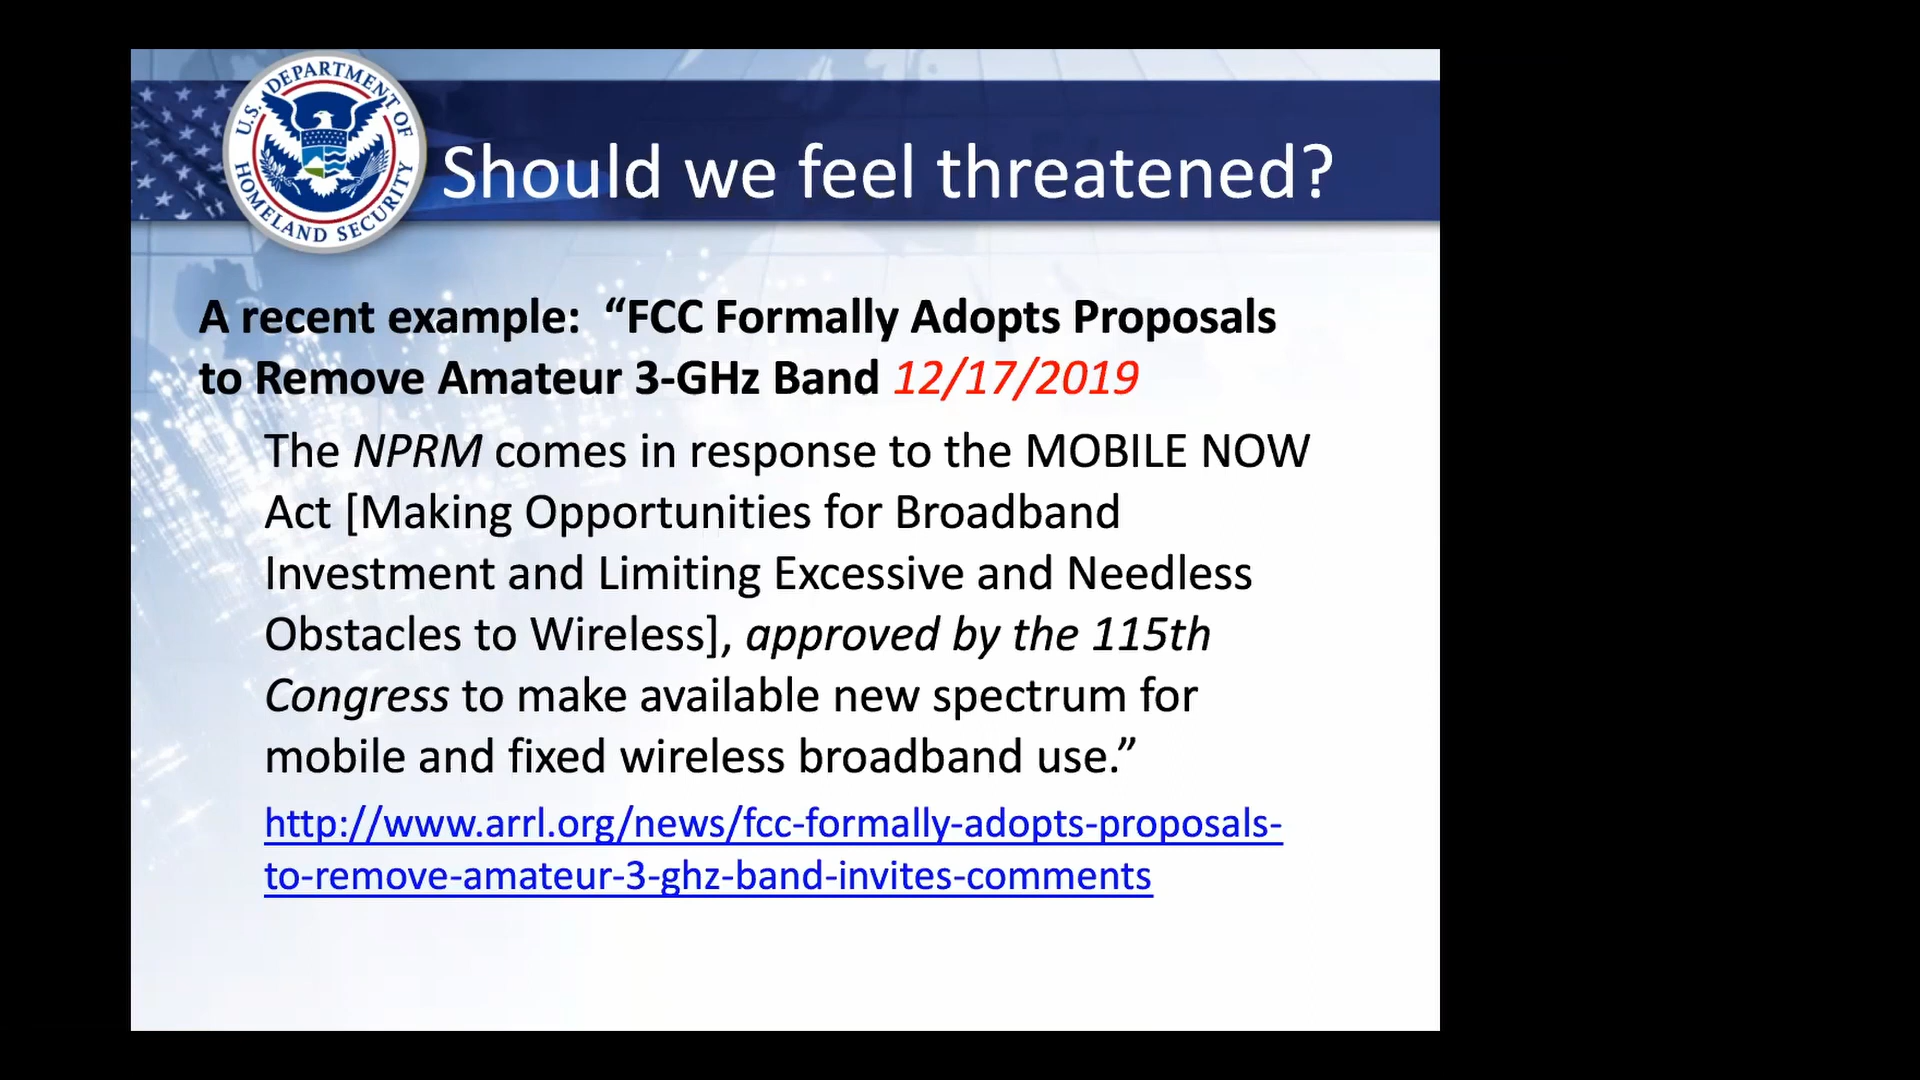 U.S. DEPARTMENT OF
HOMELAND SECURITY
Should we feel threatened?
A recent example:  “FCC Formally Adopts Proposals
to Remove Amateur 3-GHz Band 12/17/2019
The NPRM comes in response to the MOBILE NOW
Act [Making Opportunities for Broadband
Investment and Limiting Excessive and Needless
Obstacles to Wireless], approved by the 115th
Congress to make available new spectrum for
mobile and fixed wireless broadband use.”
http://www.arrl.org/news/fcc-formally-adopts-proposals-
to-remove-amateur-3-ghz-band-invites-comments